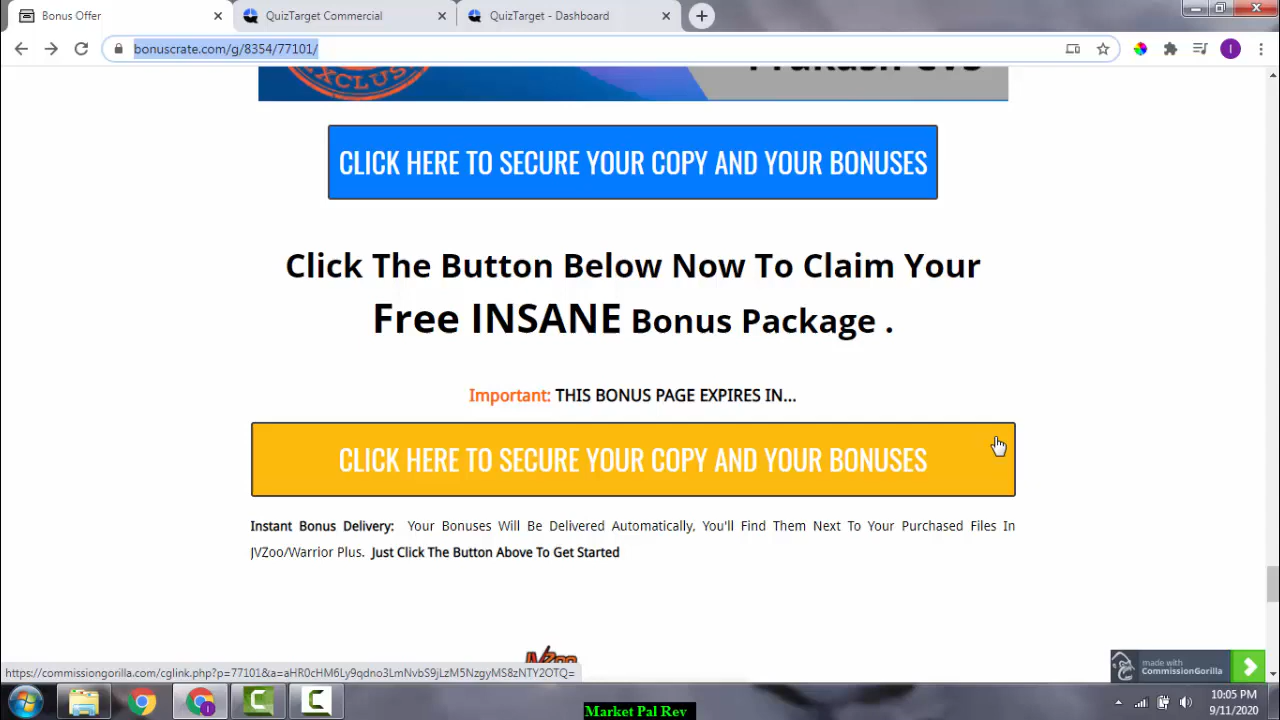 Bonus Offer
QuizTarget Commercial
QuizTarget - Dashboard
bonuscrate.com/g/8354/77101/
I
EXCLUS
CLICK HERE TO SECURE YOUR COPY AND YOUR BONUSES
Click The Button Below Now To Claim Your
Free INSANE Bonus Package .
Important: THIS BONUS PAGE EXPIRES IN...
CLICK HERE TO SECURE YOUR COPY AND YOUR BONUSES
Instant Bonus Delivery: Your Bonuses Will Be Delivered Automatically, You'll Find Them Next To Your Purchased Files In
JVZoo/Warrior Plus. Just Click The Button Above To Get Started
JVZoo
made with
CommissionGorilla
https://commissiongorilla.com/cglink.php?p=77101&a=aHR0cHM6Ly9qdno3LmNvbS9jLzM5NzgyMS8zNTY2OTQ=
10:05 PM
9/11/2020
Market Pal Rev